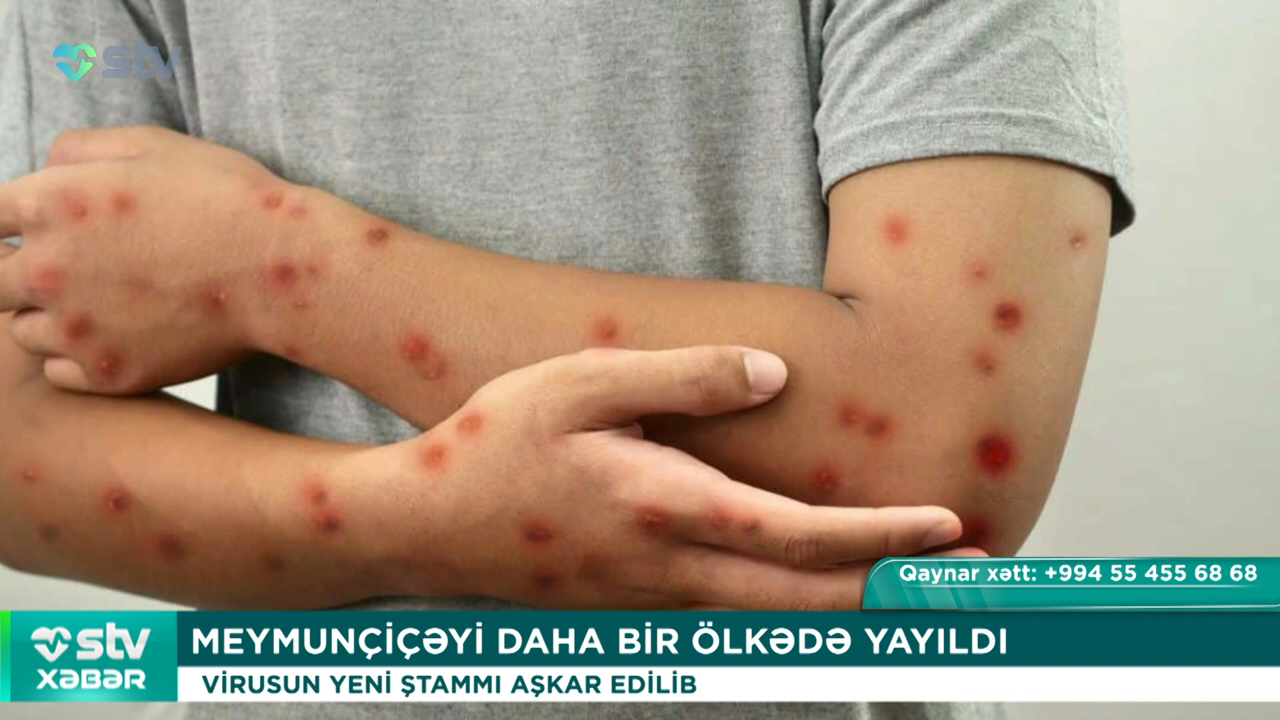 stv
Qaynar xətt: +994 55 455 68 68
stv
XƏBƏR
MEYMUNÇİÇƏYİ DAHA BİR ÖLKƏDƏ YAYILDI
VİRUSUN YENİ ŞTAMMI AŞKAR EDİLİB